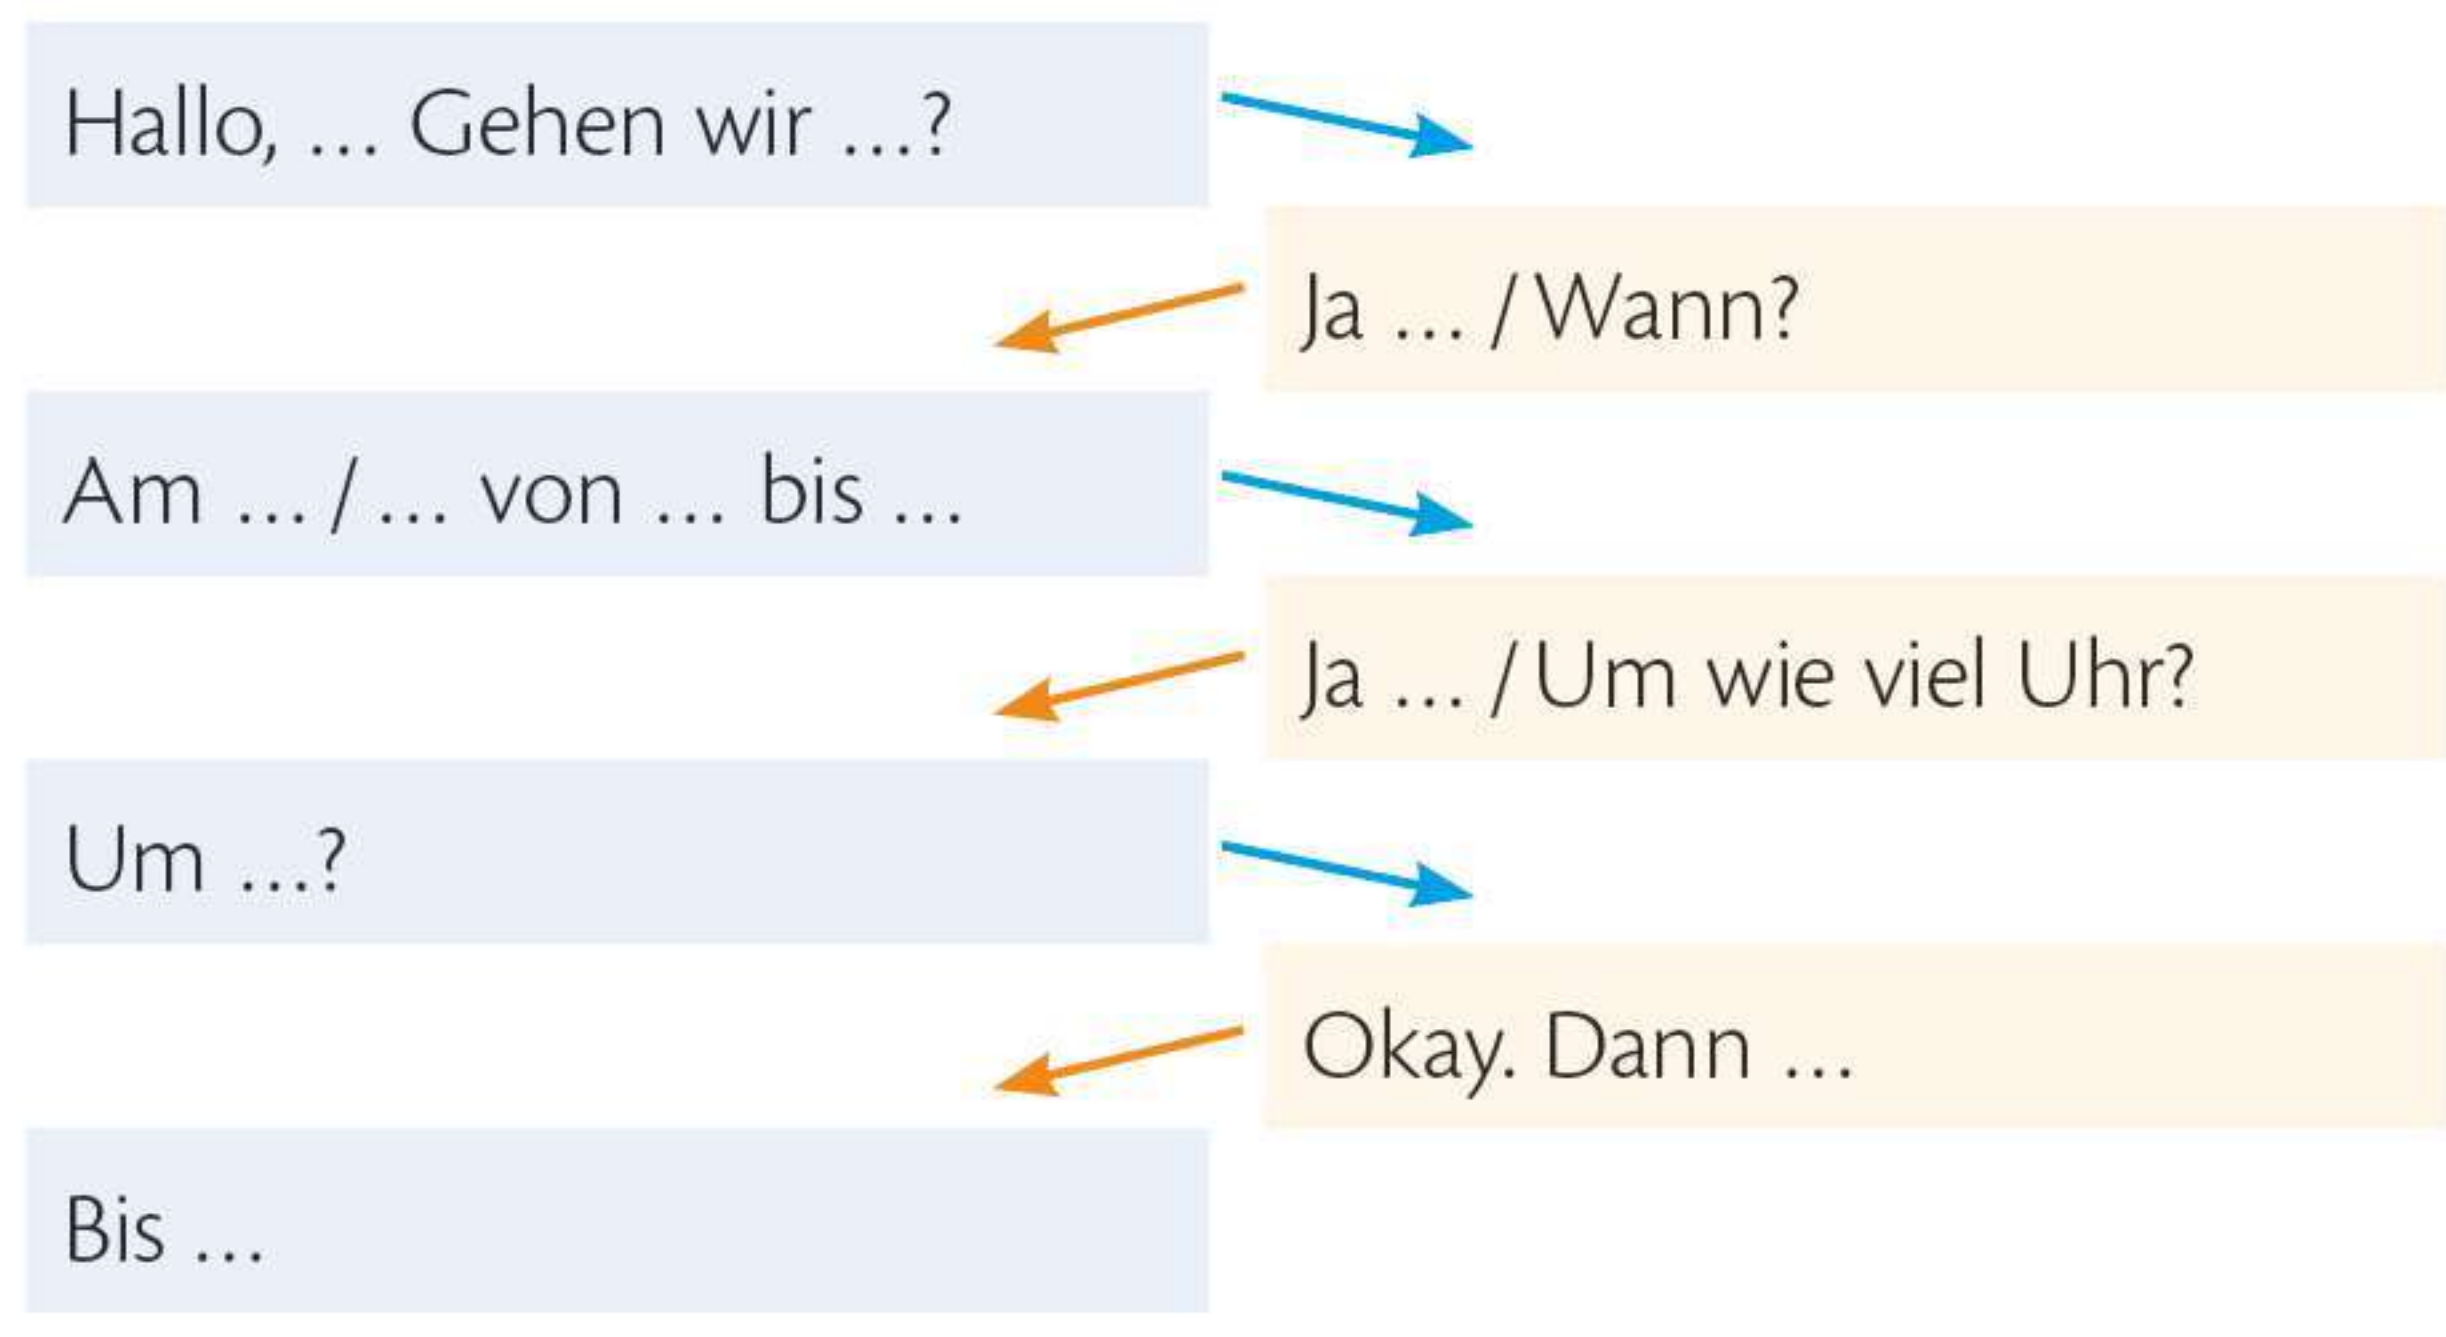 Hallo, ... Gehen wir ...?
Ja ... / Wann?
Am ... / ... von ... bis ...
Ja ... / Um wie viel Uhr?
Um ...?
Okay. Dann ...
Bis ...